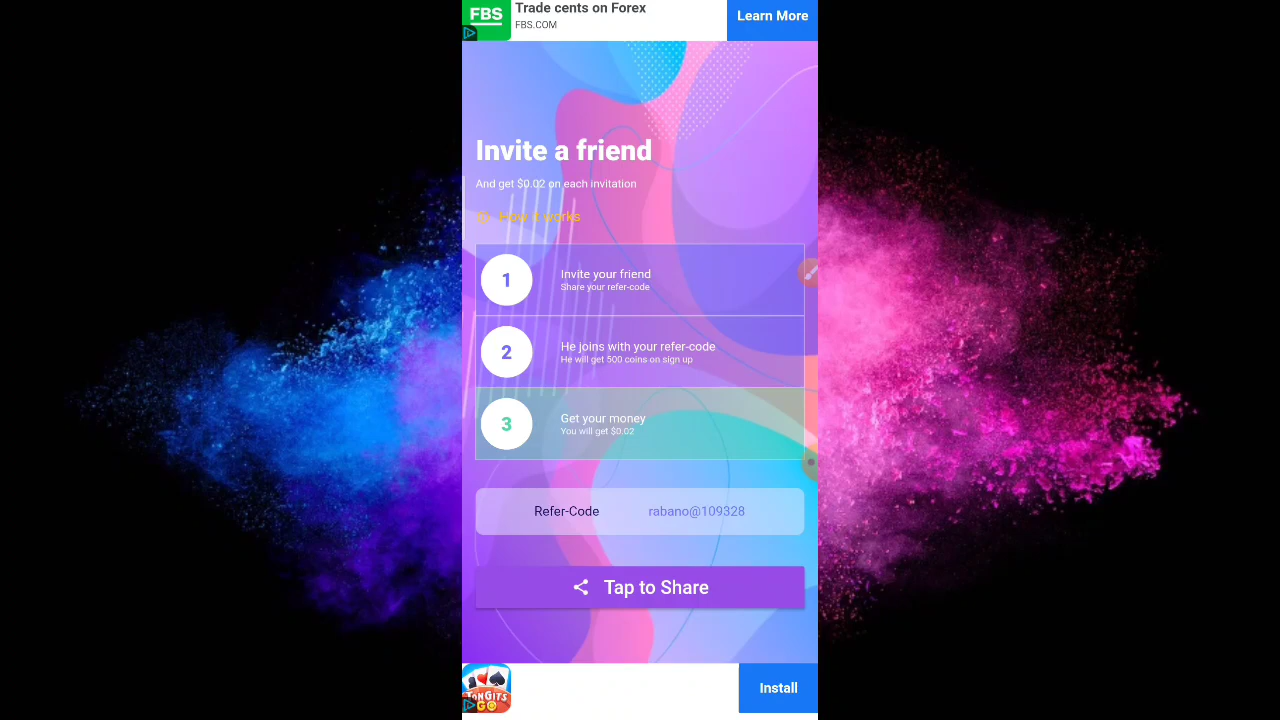 FBS
Trade cents on Forex
FBS.COM
Learn More
Invite a friend
And get $0.02 on each invitation
How it works
1
Invite your friend
Share your refer-code
2
He joins with your refer-code
He will get 500 coins on sign up
3
Get your money
You will get $0.02
Refer-Code rabano@109328
Tap to Share
TONGITS
GO
Install